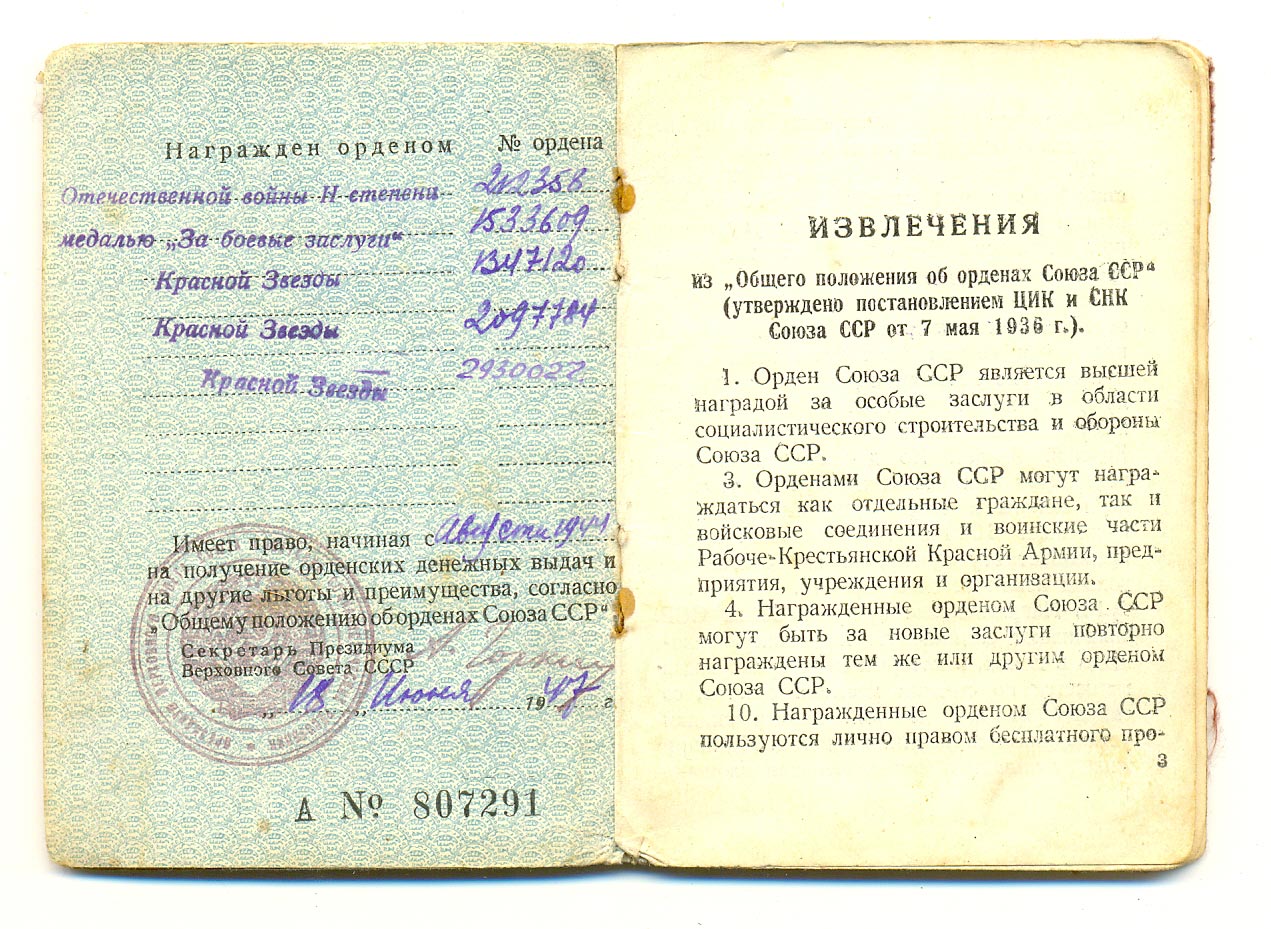 Награжден орденом № ордена
Отечественной войны II степени 212356
медалью „За боевые заслуги“ 1533609
Красной Звезды 1347120
Красной Звезды 2097784
Красной Звезды 2930022
Имеет право, начиная с августа 1944
на получение орденских денежных выдач и
на другие льготы и преимущества, согласно
„Общему положению об орденах Союза ССР“
Секретарь Президиума
Верховного Совета СССР А. Горкин
„ 18 „ Июня 1947 г.
А № 807291
ИЗВЛЕЧЕНИЯ
из „Общего положения об орденах Союза ССР“
(утверждено постановлением ЦИК и СНК
Союза ССР от 7 мая 1936 г.).
1. Орден Союза ССР является высшей
наградой за особые заслуги в области
социалистического строительства и обороны
Союза ССР.
3. Орденами Союза ССР могут награ-
ждаться как отдельные граждане, так и
войсковые соединения и воинские части
Рабоче-Крестьянской Красной Армии, пред-
приятия, учреждения и организации.
4. Награжденные орденом Союза ССР
могут быть за новые заслуги повторно
награждены тем же или другим орденом
Союза ССР.
10. Награжденные орденом Союза ССР
пользуются лично правом бесплатного про-
3